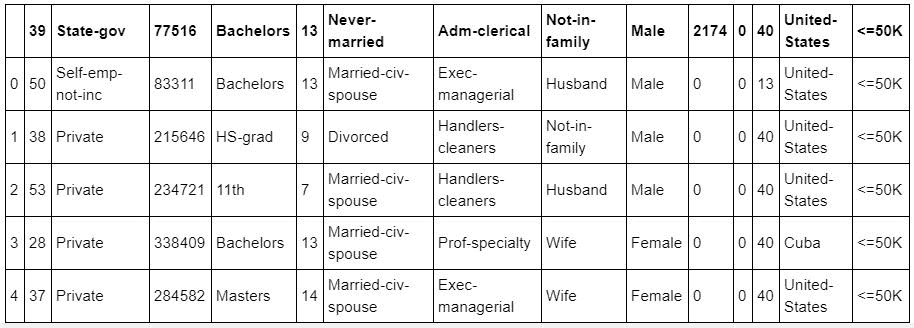 39 State-gov 77516 Bachelors 13 Never-married Adm-clerical Not-in-family Male 2174 0 40 United-States <=50K
0 50 Self-emp-not-inc 83311 Bachelors 13 Married-civ-spouse Exec-managerial Husband Male 0 0 13 United-States <=50K
1 38 Private 215646 HS-grad 9 Divorced Handlers-cleaners Not-in-family Male 0 0 40 United-States <=50K
2 53 Private 234721 11th 7 Married-civ-spouse Handlers-cleaners Husband Male 0 0 40 United-States <=50K
3 28 Private 338409 Bachelors 13 Married-civ-spouse Prof-specialty Wife Female 0 0 40 Cuba <=50K
4 37 Private 284582 Masters 14 Married-civ-spouse Exec-managerial Wife Female 0 0 40 United-States <=50K